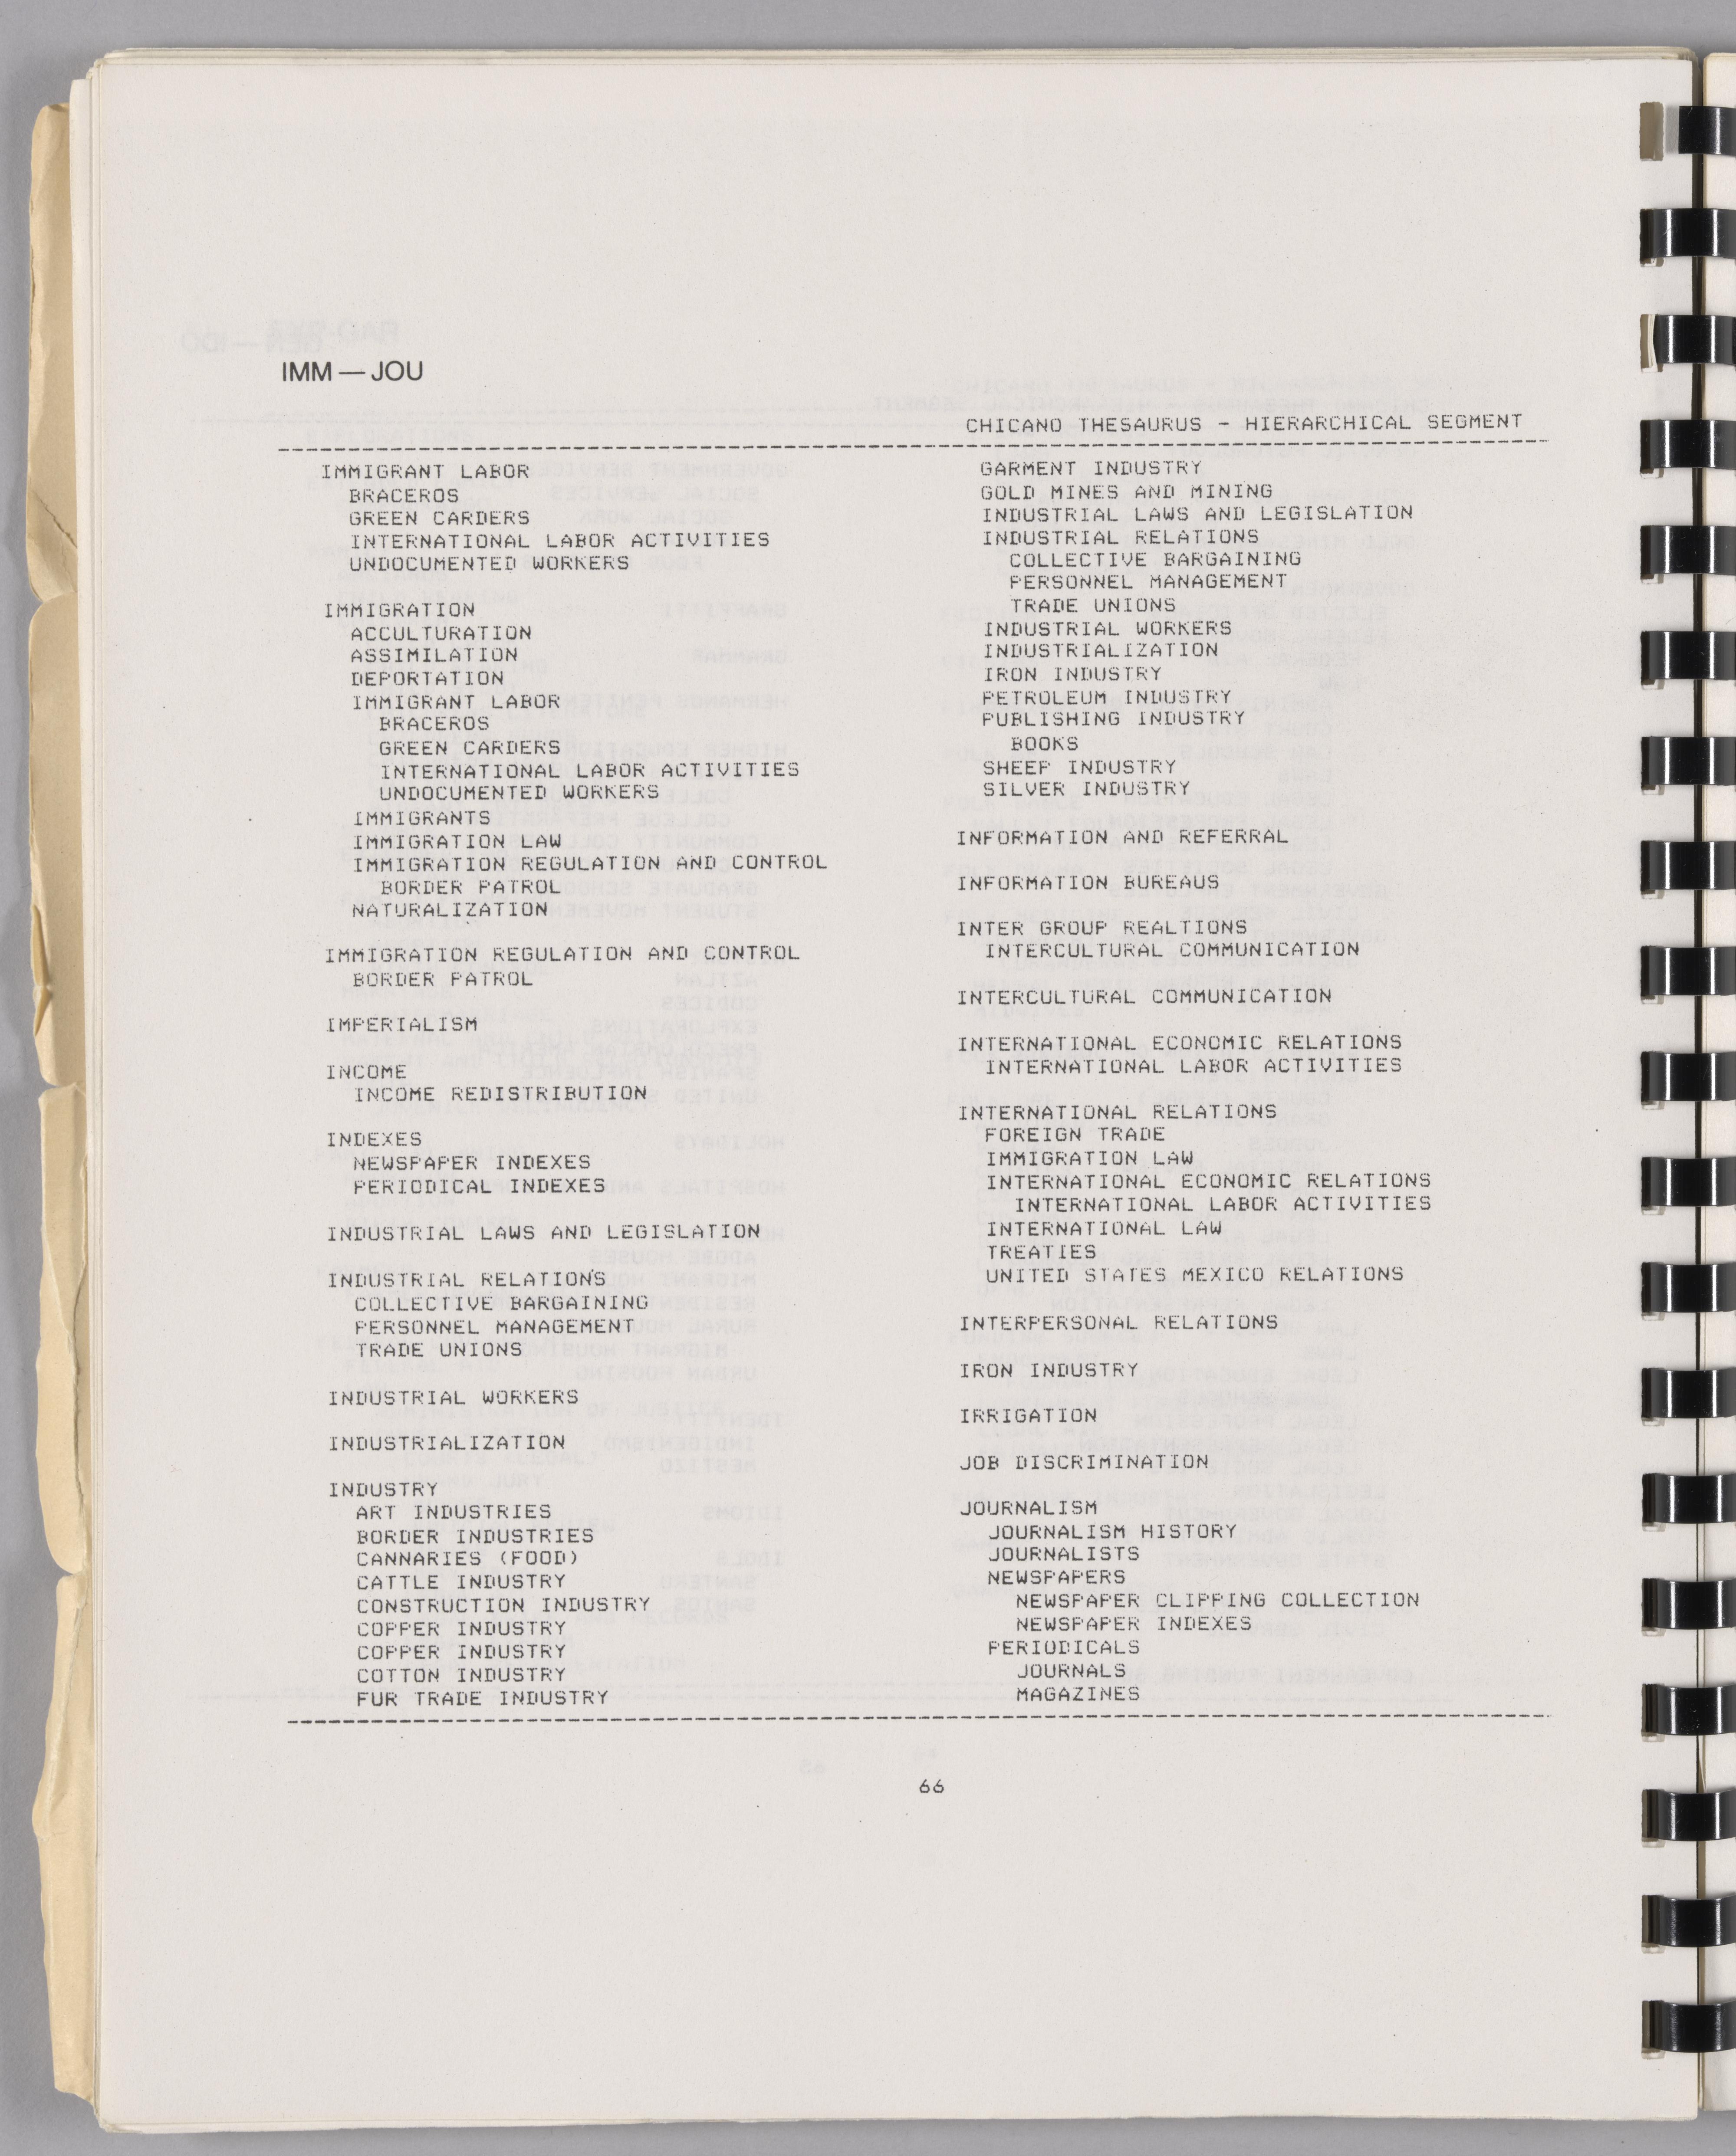 IMM — JOU
CHICANO THESAURUS - HIERARCHICAL SEGMENT
IMMIGRANT LABOR
BRACEROS
GREEN CARDERS
INTERNATIONAL LABOR ACTIVITIES
UNDOCUMENTED WORKERS
IMMIGRATION
ACCULTURATION
ASSIMILATION
DEPORTATION
IMMIGRANT LABOR
BRACEROS
GREEN CARDERS
INTERNATIONAL LABOR ACTIVITIES
UNDOCUMENTED WORKERS
IMMIGRANTS
IMMIGRATION LAW
IMMIGRATION REGULATION AND CONTROL
BORDER PATROL
NATURALIZATION
IMMIGRATION REGULATION AND CONTROL
BORDER PATROL
IMPERIALISM
INCOME
INCOME REDISTRIBUTION
INDEXES
NEWSPAPER INDEXES
PERIODICAL INDEXES
INDUSTRIAL LAWS AND LEGISLATION
INDUSTRIAL RELATIONS
COLLECTIVE BARGAINING
PERSONNEL MANAGEMENT
TRADE UNIONS
INDUSTRIAL WORKERS
INDUSTRIALIZATION
INDUSTRY
ART INDUSTRIES
BORDER INDUSTRIES
CANNARIES (FOOD)
CATTLE INDUSTRY
CONSTRUCTION INDUSTRY
COPPER INDUSTRY
COPPER INDUSTRY
COTTON INDUSTRY
FUR TRADE INDUSTRY
GARMENT INDUSTRY
GOLD MINES AND MINING
INDUSTRIAL LAWS AND LEGISLATION
INDUSTRIAL RELATIONS
COLLECTIVE BARGAINING
PERSONNEL MANAGEMENT
TRADE UNIONS
INDUSTRIAL WORKERS
INDUSTRIALIZATION
IRON INDUSTRY
PETROLEUM INDUSTRY
PUBLISHING INDUSTRY
BOOKS
SHEEP INDUSTRY
SILVER INDUSTRY
INFORMATION AND REFERRAL
INFORMATION BUREAUS
INTER GROUP REALTIONS
INTERCULTURAL COMMUNICATION
INTERCULTURAL COMMUNICATION
INTERNATIONAL ECONOMIC RELATIONS
INTERNATIONAL LABOR ACTIVITIES
INTERNATIONAL RELATIONS
FOREIGN TRADE
IMMIGRATION LAW
INTERNATIONAL ECONOMIC RELATIONS
INTERNATIONAL LABOR ACTIVITIES
INTERNATIONAL LAW
TREATIES
UNITED STATES MEXICO RELATIONS
INTERPERSONAL RELATIONS
IRON INDUSTRY
IRRIGATION
JOB DISCRIMINATION
JOURNALISM
JOURNALISM HISTORY
JOURNALISTS
NEWSPAPERS
NEWSPAPER CLIPPING COLLECTION
NEWSPAPER INDEXES
PERIODICALS
JOURNALS
MAGAZINES
66